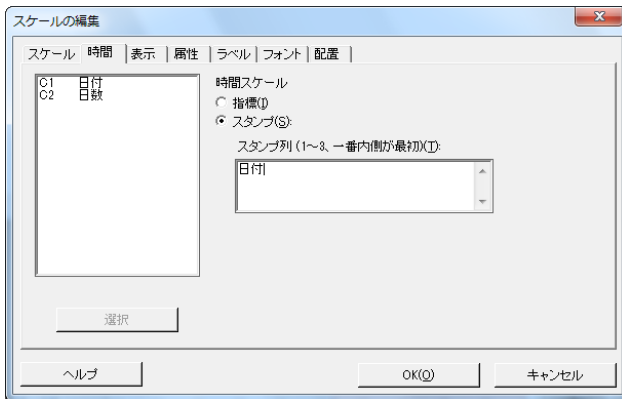 スケールの編集
スケール 時間 表示 属性 ラベル フォント 配置
C1 日付
C2 日数
時間スケール
指標(I)
スタンプ(S):
スタンプ列 (1～3、一番内側が最初)(T):
日付
選択
ヘルプ
OK(O)
キャンセル